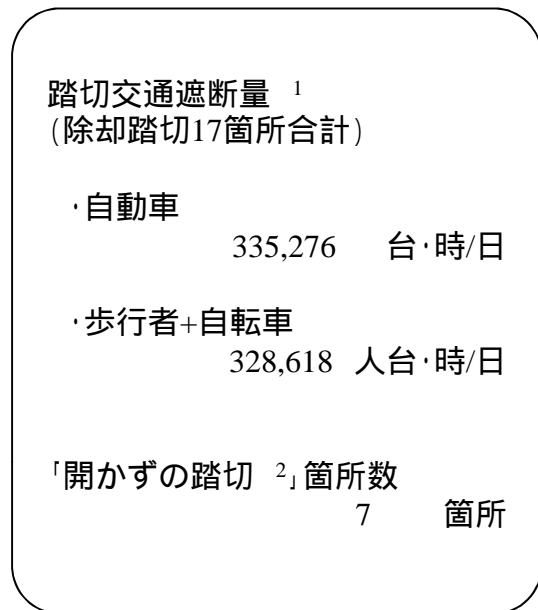 踏切交通遮断量 1
(除却踏切17箇所合計)
・自動車
335,276 台・時/日
・歩行者+自転車
328,618 人台・時/日
「開かずの踏切 2」箇所数
7 箇所